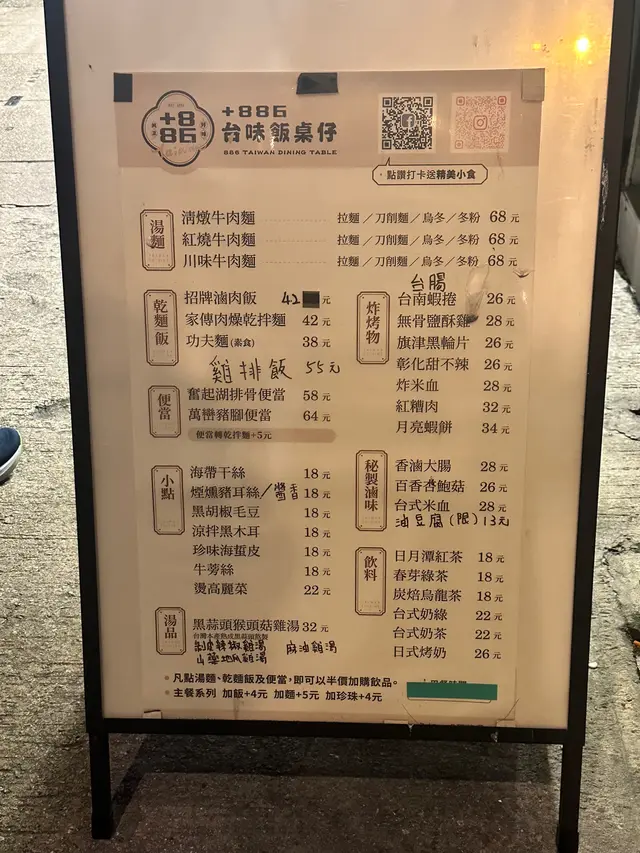 +886
台味飯桌仔
886 TAIWAN DINING TABLE
+8
86
點讚打卡送精美小食
湯麵
清燉牛肉麵 拉麵／刀削麵／烏冬／冬粉 68元
紅燒牛肉麵 拉麵／刀削麵／烏冬／冬粉 68元
川味牛肉麵 拉麵／刀削麵／烏冬／冬粉 68元
乾麵飯
招牌滷肉飯 42元
家傳肉燥乾拌麵 42元
功夫麵(素食) 38元
雞排飯 55元
便當
奮起湖排骨便當 58元
萬巒豬腳便當 64元
便當轉乾拌麵+5元
小點
海帶干絲 18元
煙燻豬耳絲/醬香 18元
黑胡椒毛豆 18元
涼拌黑木耳 18元
珍味海蜇皮 18元
牛蒡絲 18元
燙高麗菜 22元
湯品
黑蒜頭猴頭菇雞湯 32元
剝皮辣椒雞湯 麻油雞湯
山藥地瓜雞湯
炸烤物
台腸
台南蝦捲 26元
無骨鹽酥雞 28元
旗津黑輪片 26元
彰化甜不辣 26元
炸米血 28元
紅糟肉 32元
月亮蝦餅 34元
秘製滷味
香滷大腸 28元
百香杏鮑菇 26元
台式米血 28元
油豆腐(限)13元
飲料
日月潭紅茶 18元
春芽綠茶 18元
炭焙烏龍茶 18元
台式奶綠 22元
台式奶茶 22元
日式烤奶 26元
• 凡點湯麵、乾麵飯及便當，即可以半價加購飲品。
• 主餐系列 加飯+4元 加麵+5元 加珍珠+4元